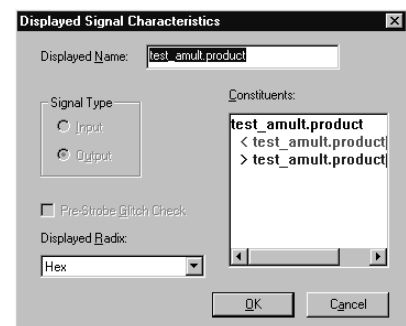 Displayed Signal Characteristics
Displayed Name: test_amult.product
Signal Type
Input
Output
Constituents:
test_amult.product
< test_amult.product
> test_amult.product
Pre-Strobe Glitch Check
Displayed Radix:
Hex
OK Cancel